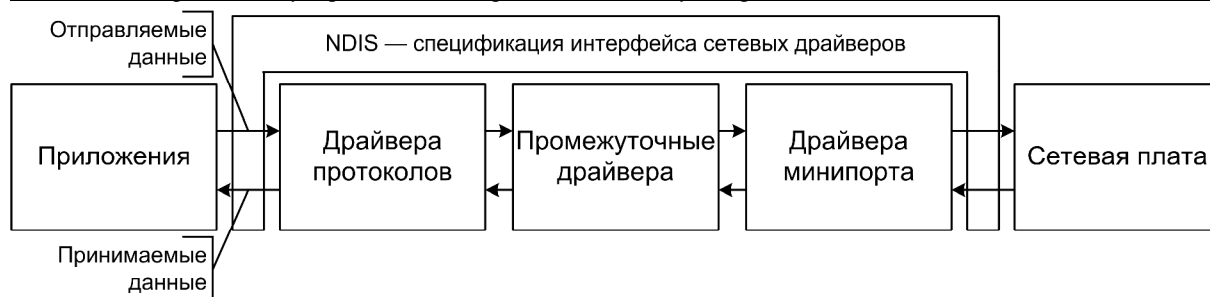 Отправляемые
данные
NDIS — спецификация интерфейса сетевых драйверов
Приложения
Драйвера
протоколов
Промежуточные
драйвера
Драйвера
минипорта
Сетевая плата
Принимаемые
данные